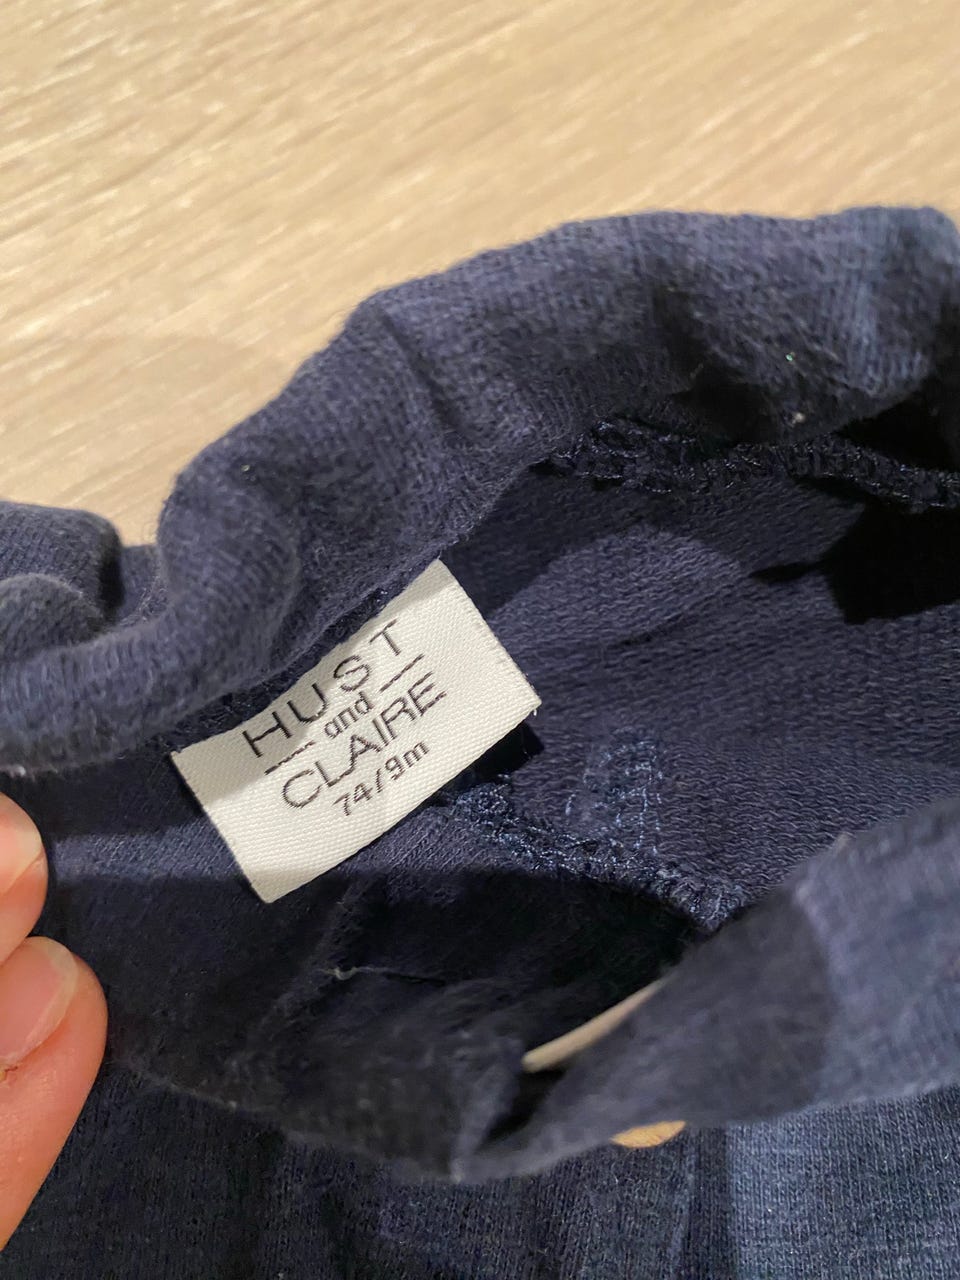 HUST
and
CLAIRE
74/9m